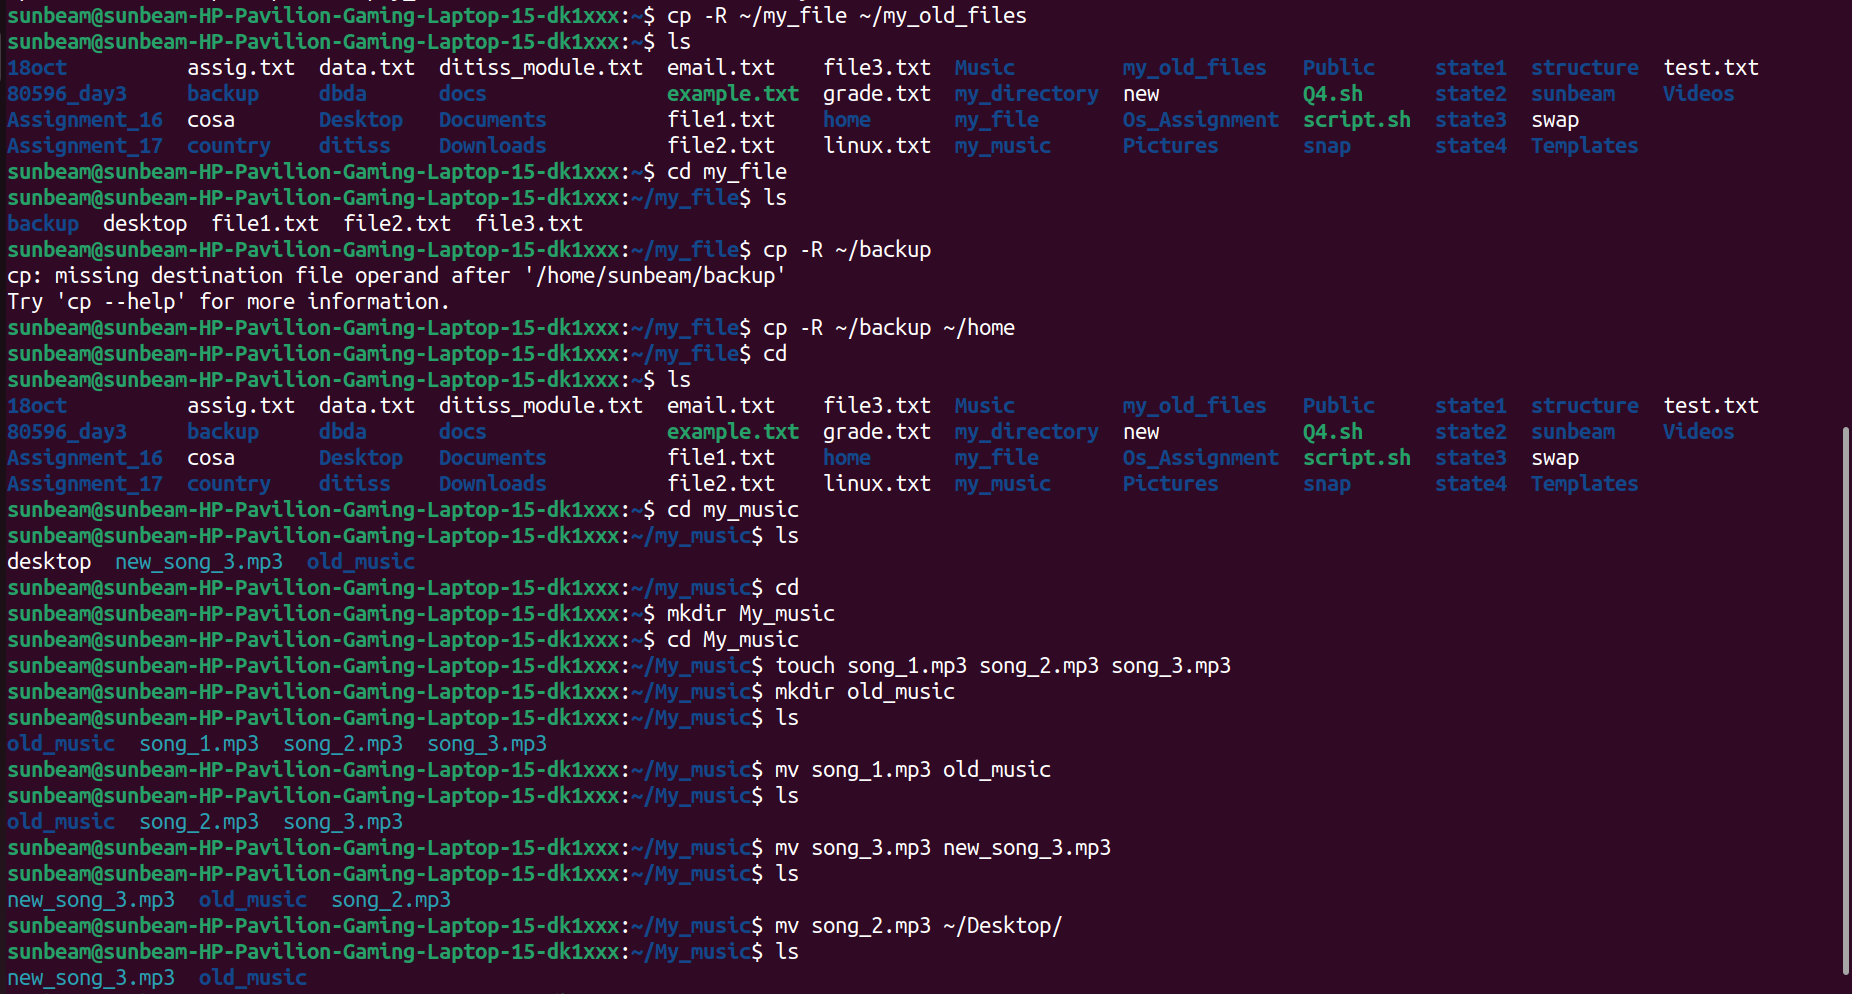 sunbeam@sunbeam-HP-Pavilion-Gaming-Laptop-15-dk1xxx:~$ cp -R ~/my_file ~/my_old_files
sunbeam@sunbeam-HP-Pavilion-Gaming-Laptop-15-dk1xxx:~$ ls
18oct          assig.txt  data.txt  ditiss_module.txt  email.txt    file3.txt  Music         my_old_files   Public     state1  structure  test.txt
80596_day3     backup     dbda      docs               example.txt  grade.txt  my_directory  new            Q4.sh      state2  sunbeam    Videos
Assignment_16  cosa       Desktop   Documents          file1.txt    home       my_file       Os_Assignment  script.sh  state3  swap
Assignment_17  country    ditiss    Downloads          file2.txt    linux.txt  my_music      Pictures       snap       state4  Templates
sunbeam@sunbeam-HP-Pavilion-Gaming-Laptop-15-dk1xxx:~$ cd my_file
sunbeam@sunbeam-HP-Pavilion-Gaming-Laptop-15-dk1xxx:~/my_file$ ls
backup  desktop  file1.txt  file2.txt  file3.txt
sunbeam@sunbeam-HP-Pavilion-Gaming-Laptop-15-dk1xxx:~/my_file$ cp -R ~/backup
cp: missing destination file operand after '/home/sunbeam/backup'
Try 'cp --help' for more information.
sunbeam@sunbeam-HP-Pavilion-Gaming-Laptop-15-dk1xxx:~/my_file$ cp -R ~/backup ~/home
sunbeam@sunbeam-HP-Pavilion-Gaming-Laptop-15-dk1xxx:~/my_file$ cd
sunbeam@sunbeam-HP-Pavilion-Gaming-Laptop-15-dk1xxx:~$ ls
18oct          assig.txt  data.txt  ditiss_module.txt  email.txt    file3.txt  Music         my_old_files   Public     state1  structure  test.txt
80596_day3     backup     dbda      docs               example.txt  grade.txt  my_directory  new            Q4.sh      state2  sunbeam    Videos
Assignment_16  cosa       Desktop   Documents          file1.txt    home       my_file       Os_Assignment  script.sh  state3  swap
Assignment_17  country    ditiss    Downloads          file2.txt    linux.txt  my_music      Pictures       snap       state4  Templates
sunbeam@sunbeam-HP-Pavilion-Gaming-Laptop-15-dk1xxx:~$ cd my_music
sunbeam@sunbeam-HP-Pavilion-Gaming-Laptop-15-dk1xxx:~/my_music$ ls
desktop  new_song_3.mp3  old_music
sunbeam@sunbeam-HP-Pavilion-Gaming-Laptop-15-dk1xxx:~/my_music$ cd
sunbeam@sunbeam-HP-Pavilion-Gaming-Laptop-15-dk1xxx:~$ mkdir My_music
sunbeam@sunbeam-HP-Pavilion-Gaming-Laptop-15-dk1xxx:~$ cd My_music
sunbeam@sunbeam-HP-Pavilion-Gaming-Laptop-15-dk1xxx:~/My_music$ touch song_1.mp3 song_2.mp3 song_3.mp3
sunbeam@sunbeam-HP-Pavilion-Gaming-Laptop-15-dk1xxx:~/My_music$ mkdir old_music
sunbeam@sunbeam-HP-Pavilion-Gaming-Laptop-15-dk1xxx:~/My_music$ ls
old_music  song_1.mp3  song_2.mp3  song_3.mp3
sunbeam@sunbeam-HP-Pavilion-Gaming-Laptop-15-dk1xxx:~/My_music$ mv song_1.mp3 old_music
sunbeam@sunbeam-HP-Pavilion-Gaming-Laptop-15-dk1xxx:~/My_music$ ls
old_music  song_2.mp3  song_3.mp3
sunbeam@sunbeam-HP-Pavilion-Gaming-Laptop-15-dk1xxx:~/My_music$ mv song_3.mp3 new_song_3.mp3
sunbeam@sunbeam-HP-Pavilion-Gaming-Laptop-15-dk1xxx:~/My_music$ ls
new_song_3.mp3  old_music  song_2.mp3
sunbeam@sunbeam-HP-Pavilion-Gaming-Laptop-15-dk1xxx:~/My_music$ mv song_2.mp3 ~/Desktop/
sunbeam@sunbeam-HP-Pavilion-Gaming-Laptop-15-dk1xxx:~/My_music$ ls
new_song_3.mp3  old_music